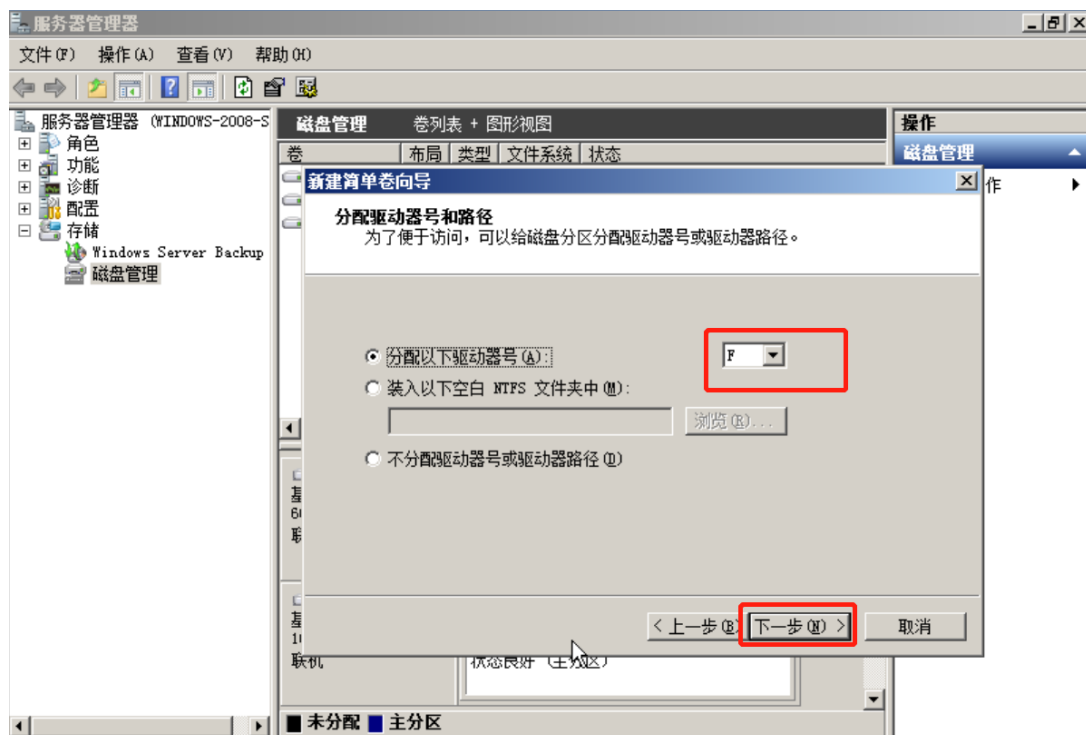 服务器管理器
文件(F) 操作(A) 查看(V) 帮助(H)
服务器管理器 (WINDOWS-2008-S
角色
功能
诊断
配置
存储
Windows Server Backup
磁盘管理
磁盘管理 卷列表 + 图形视图
卷 布局 类型 文件系统 状态
操作
磁盘管理
作
新建简单卷向导
分配驱动器号和路径
为了便于访问，可以给磁盘分区分配驱动器号或驱动器路径。
分配以下驱动器号(A): F
装入以下空白 NTFS 文件夹中(M):
浏览(R)...
不分配驱动器号或驱动器路径(D)
< 上一步(B) 下一步(N) > 取消
基
联
基
联机
状态良好 (主分区)
未分配 主分区